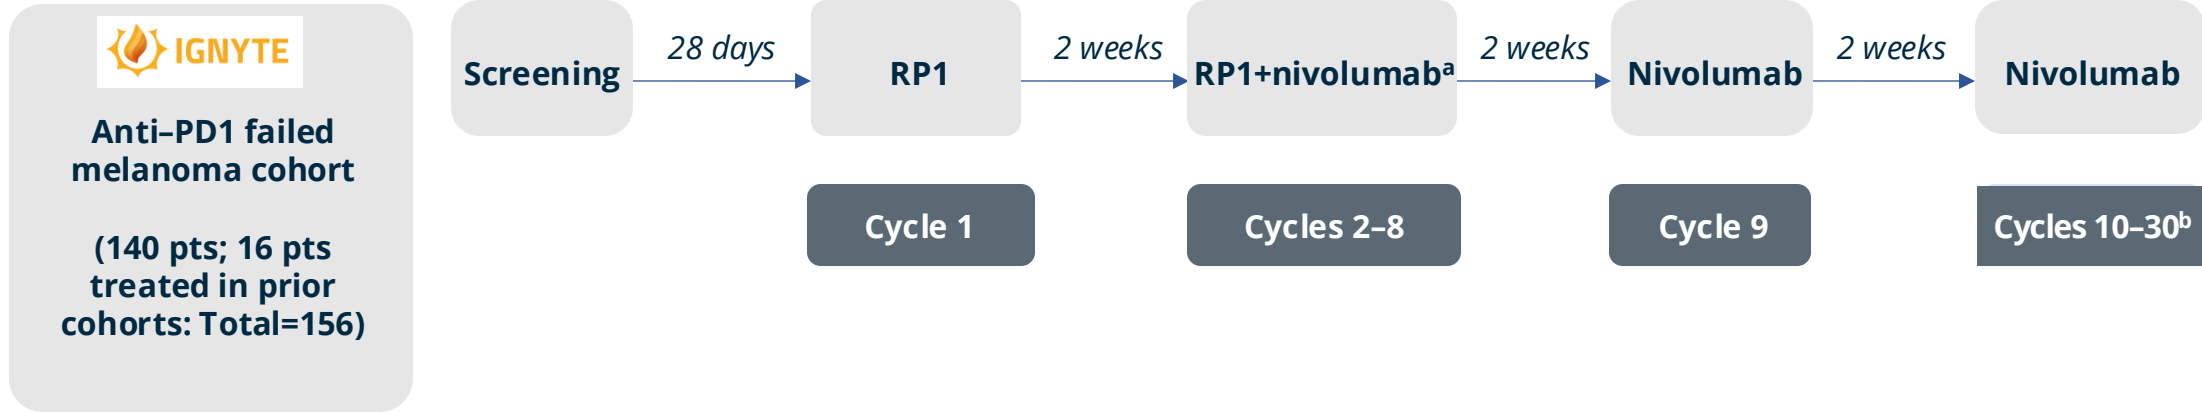 IGNYTE
Anti–PD1 failed
melanoma cohort
(140 pts; 16 pts
treated in prior
cohorts: Total=156)
Screening
28 days
RP1
2 weeks
RP1+nivolumabᵃ
2 weeks
Nivolumab
2 weeks
Nivolumab
Cycle 1
Cycles 2–8
Cycle 9
Cycles 10–30ᵇ